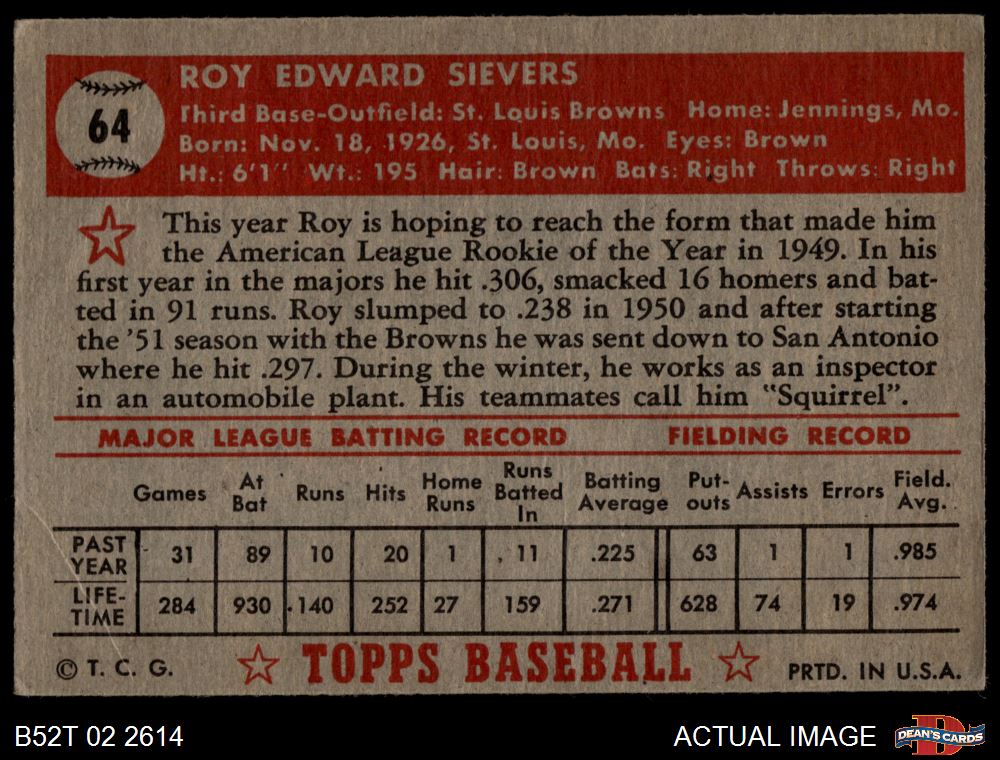 64
ROY EDWARD SIEVERS
Third Base-Outfield: St. Louis Browns Home: Jennings, Mo.
Born: Nov. 18, 1926, St. Louis, Mo. Eyes: Brown
Ht.: 6'1" Wt.: 195 Hair: Brown Bats: Right Throws: Right
This year Roy is hoping to reach the form that made him
the American League Rookie of the Year in 1949. In his
first year in the majors he hit .306, smacked 16 homers and bat-
ted in 91 runs. Roy slumped to .238 in 1950 and after starting
the '51 season with the Browns he was sent down to San Antonio
where he hit .297. During the winter, he works as an inspector
in an automobile plant. His teammates call him "Squirrel".
MAJOR LEAGUE BATTING RECORD FIELDING RECORD
Games At Bat Runs Hits Home Runs Runs Batted In Batting Average Put-outs Assists Errors Field. Avg.
PAST YEAR 31 89 10 20 1 11 .225 63 1 1 .985
LIFE-TIME 284 930 140 252 27 159 .271 628 74 19 .974
© T. C. G. TOPPS BASEBALL PRTD. IN U.S.A.
B52T 02 2614 ACTUAL IMAGE DEAN'S CARDS